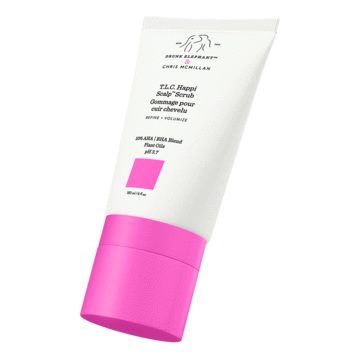 DRUNK ELEPHANT™
&
CHRIS MCMILLAN
T.L.C. Happi
Scalp™ Scrub
Gommage pour
cuir chevelu
REFINE + VOLUMIZE
10% AHA / BHA Blend
Plant Oils
pH 3.7